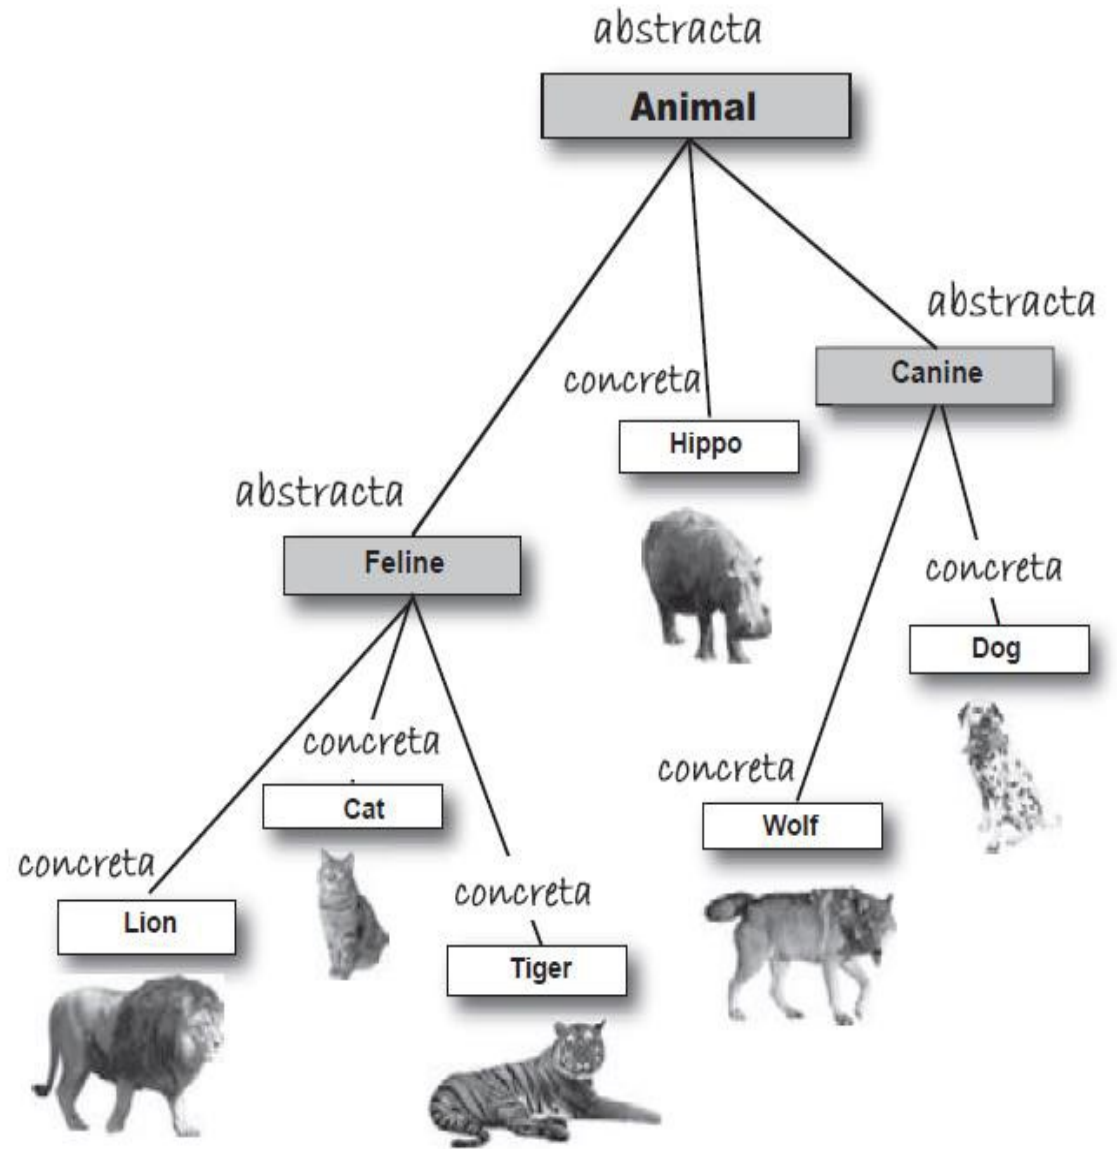 abstracta
Animal
abstracta
Canine
concreta
Hippo
abstracta
Feline
concreta
Dog
concreta
Cat
concreta
Wolf
concreta
Lion
concreta
Tiger